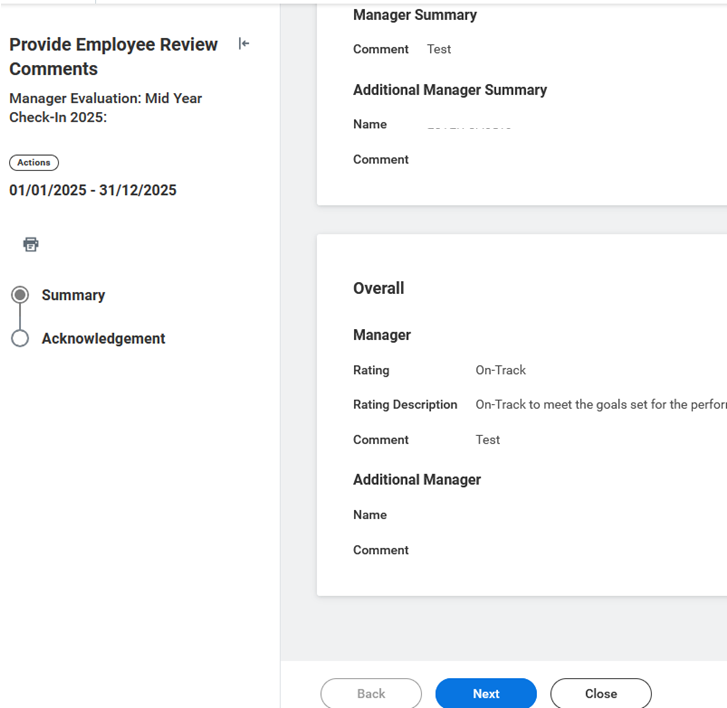 Provide Employee Review
Comments
Manager Evaluation: Mid Year
Check-In 2025:
Actions
01/01/2025 - 31/12/2025
Summary
Acknowledgement
Manager Summary
Comment Test
Additional Manager Summary
Name
Comment
Overall
Manager
Rating On-Track
Rating Description On-Track to meet the goals set for the
Comment Test
Additional Manager
Name
Comment
Back Next Close